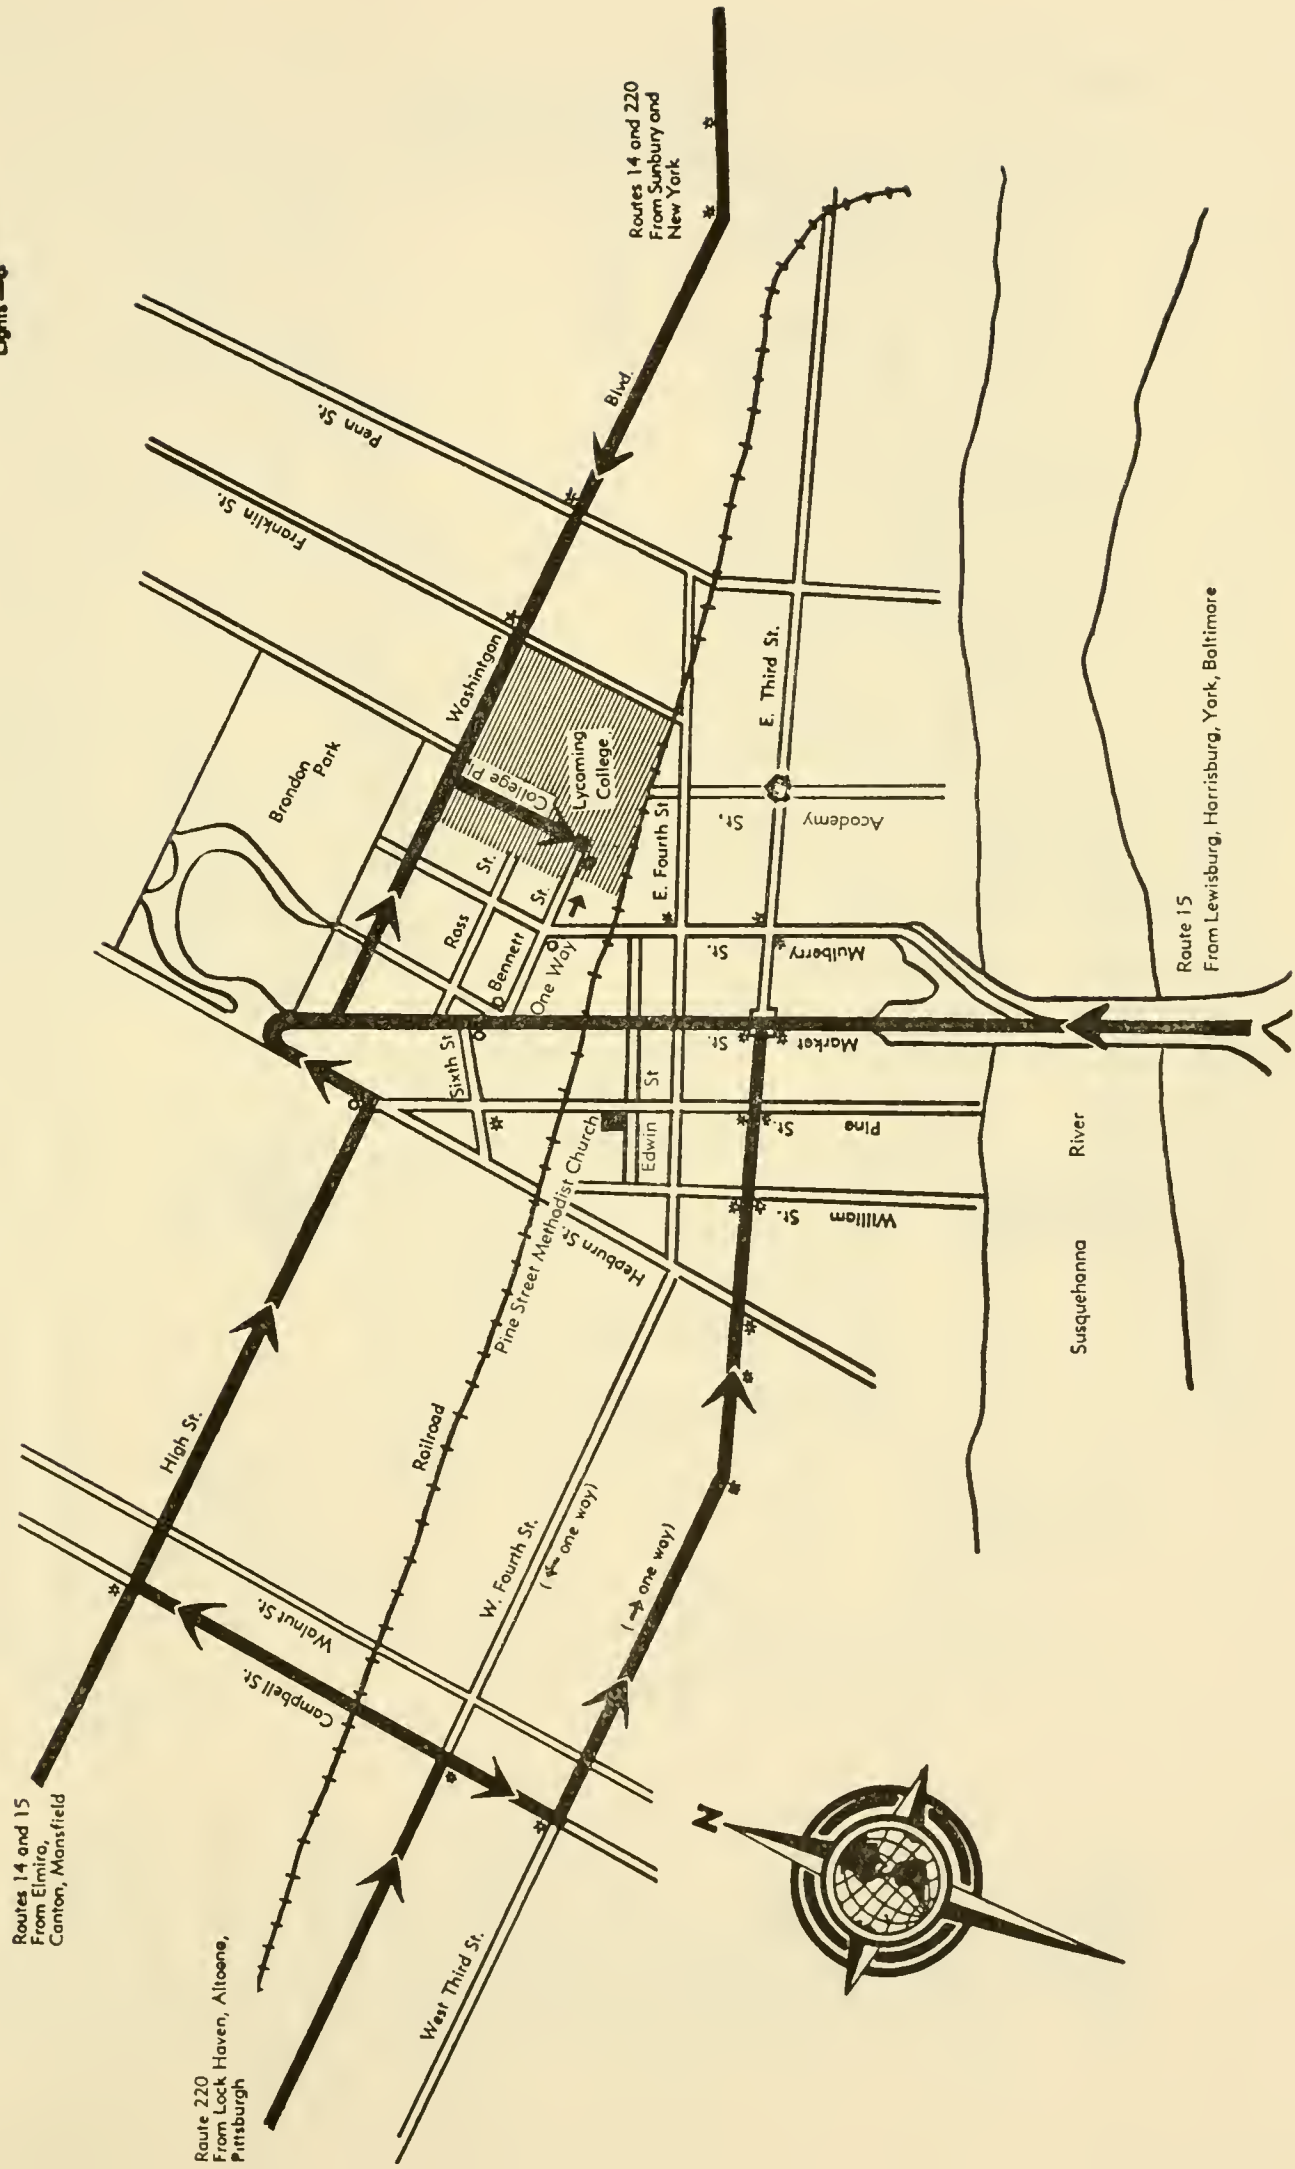 Lights
Routes 14 and 15
From Elmira,
Canton, Mansfield
Route 220
From Lock Haven, Altoona,
Pittsburgh
Routes 14 and 220
From Sunbury and
New York
Route 15
From Lewisburg, Harrisburg, York, Baltimore
High St.
Walnut St.
Campbell St.
Railroad
W. Fourth St.
(← one way)
(→ one way)
West Third St.
Pine Street Methodist Church
Hepburn St.
Sixth St
Edwin St
William St.
Pine St.
Market St.
Mulberry St.
Academy St.
E. Fourth St
E. Third St.
Ross St.
Bennett St.
One Way
Brandon
Park
College Pl.
Lycoming
College
Washintgon Blvd.
Franklin St.
Penn St.
Susquehanna River
N